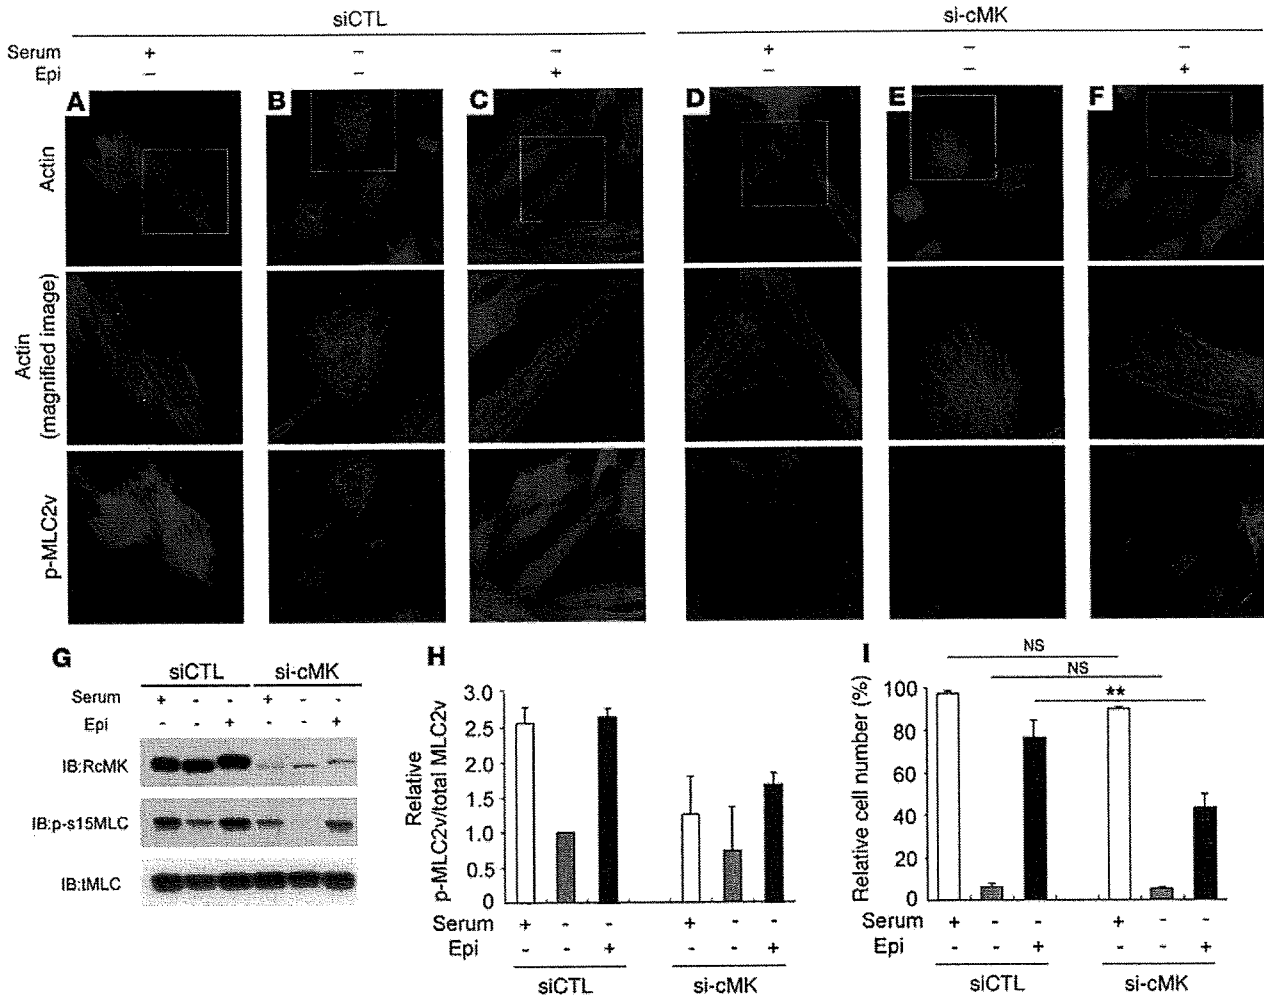 siCTL si-cMK
Serum + – – + – –
Epi – – + – – +
A B C D E F
Actin
Actin
(magnified image)
p-MLC2v
G
siCTL si-cMK
Serum + - - + - -
Epi - - + - - +
IB:RcMK
IB:p-s15MLC
IB:tMLC
H
Relative
p-MLC2v/total MLC2v
3.0
2.5
2.0
1.5
1.0
0.5
0
Serum + - - + - -
Epi - - + - - +
siCTL si-cMK
I
NS
NS
**
Relative cell number (%)
100
80
60
40
20
0
Serum + - - + - -
Epi - - + - - +
siCTL si-cMK